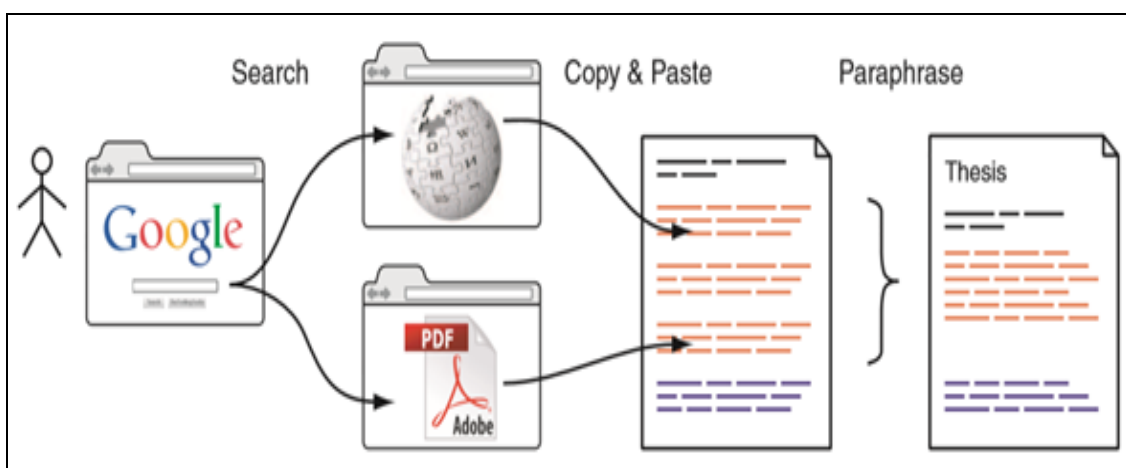 Search
Copy & Paste
Paraphrase
Google
PDF
Adobe
Thesis